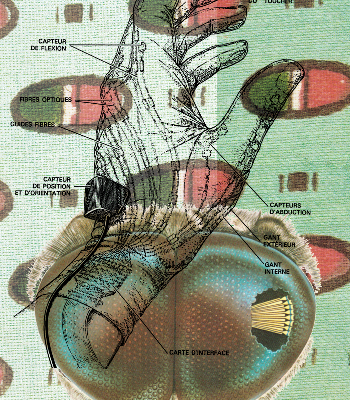 TOUCHER
CAPTEUR
DE FLEXION
FIBRES OPTIQUES
GUIDES FIBRES
CAPTEUR
DE POSITION
ET D'ORIENTATION
CAPTEURS
D'ABDUCTION
GANT
EXTÉRIEUR
GANT
INTERNE
CARTE D'INTERFACE